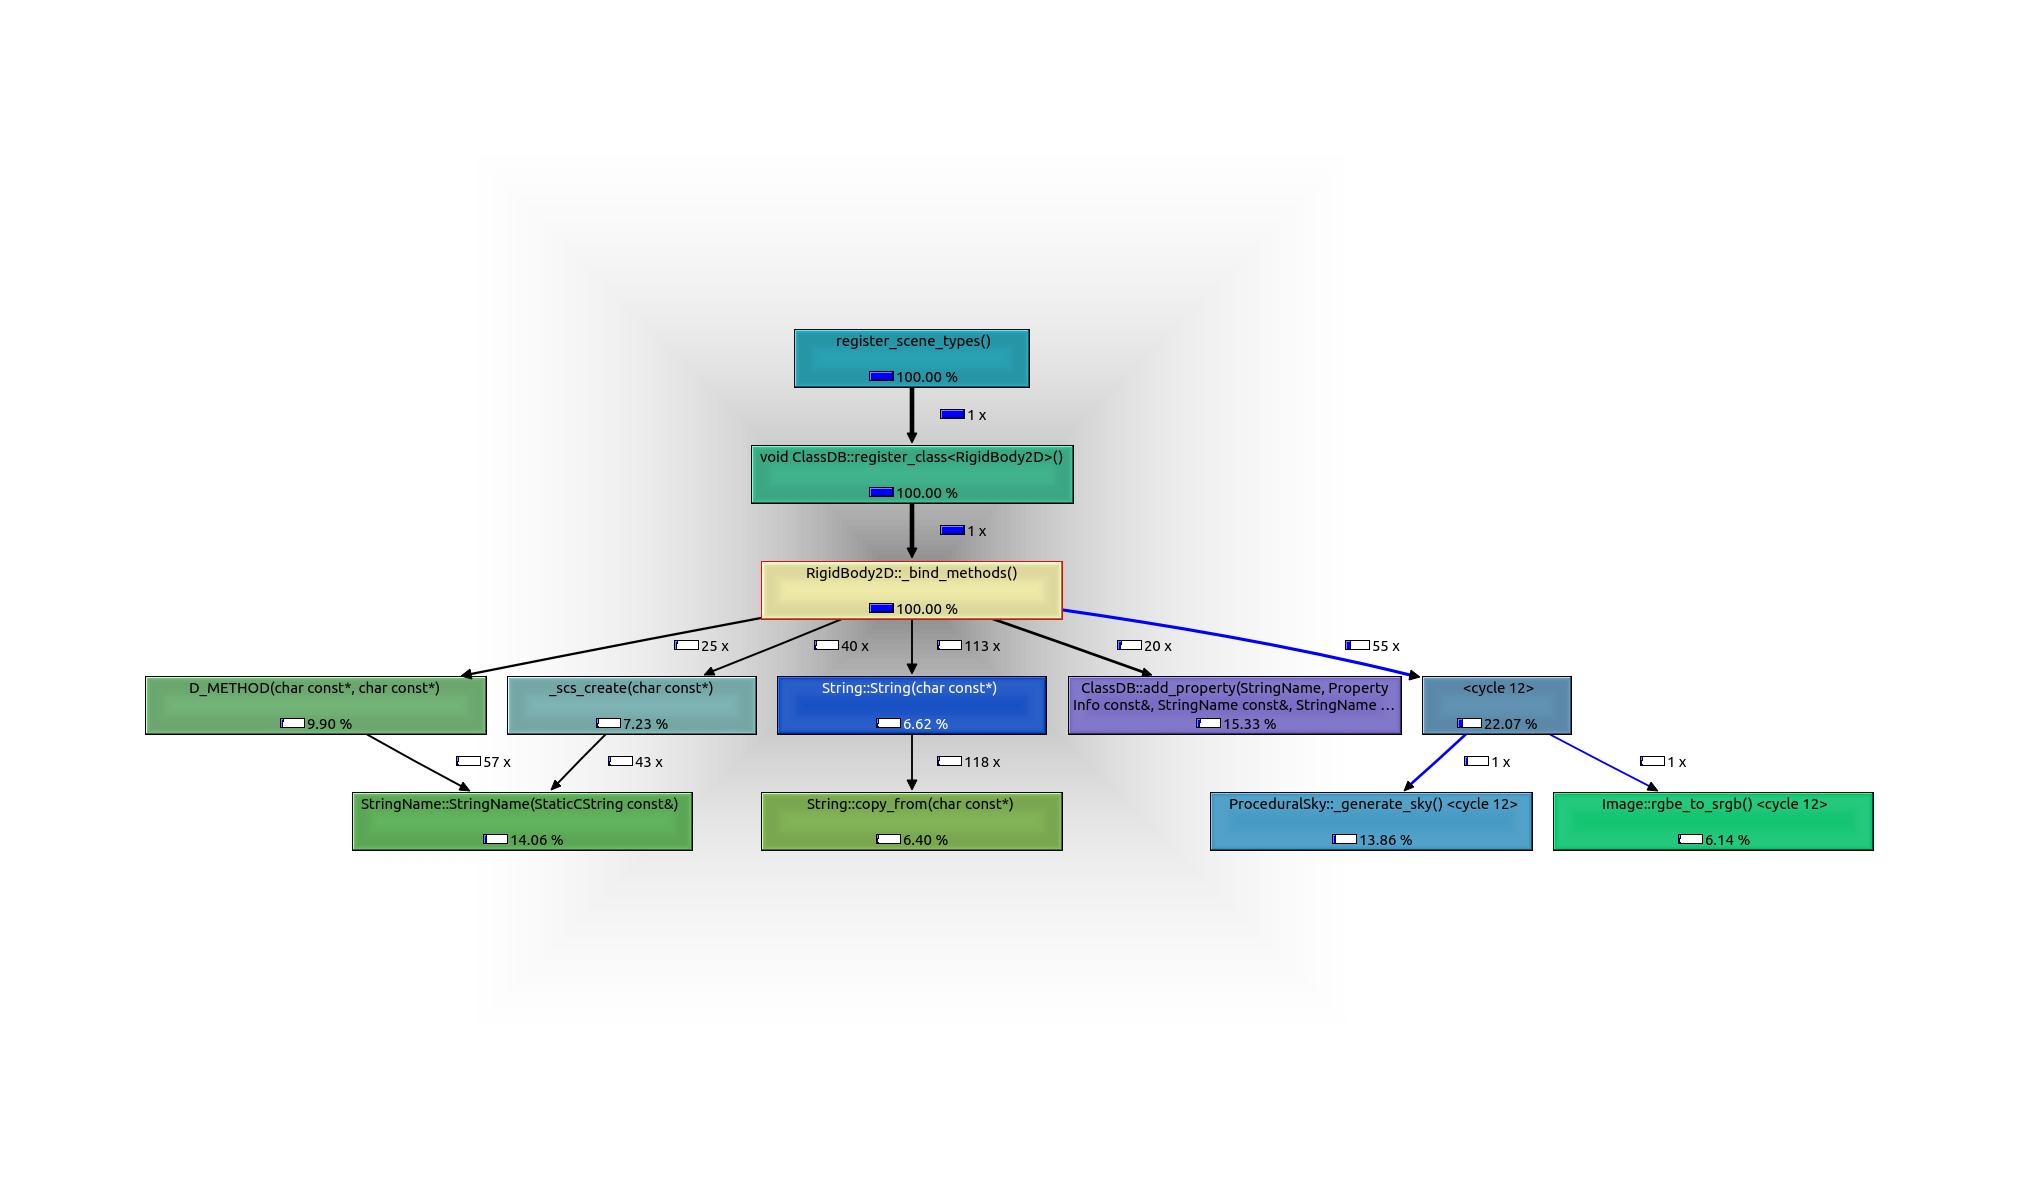 register_scene_types()
100.00 %
1 x
void ClassDB::register_class<RigidBody2D>()
100.00 %
1 x
RigidBody2D::_bind_methods()
100.00 %
25 x
40 x
113 x
20 x
55 x
D_METHOD(char const*, char const*)
9.90 %
_scs_create(char const*)
7.23 %
String::String(char const*)
6.62 %
ClassDB::add_property(StringName, Property
Info const&, StringName const&, StringName ...
15.33 %
<cycle 12>
22.07 %
57 x
43 x
118 x
1 x
1 x
StringName::StringName(StaticCString const&)
14.06 %
String::copy_from(char const*)
6.40 %
ProceduralSky::_generate_sky() <cycle 12>
13.86 %
Image::rgbe_to_srgb() <cycle 12>
6.14 %